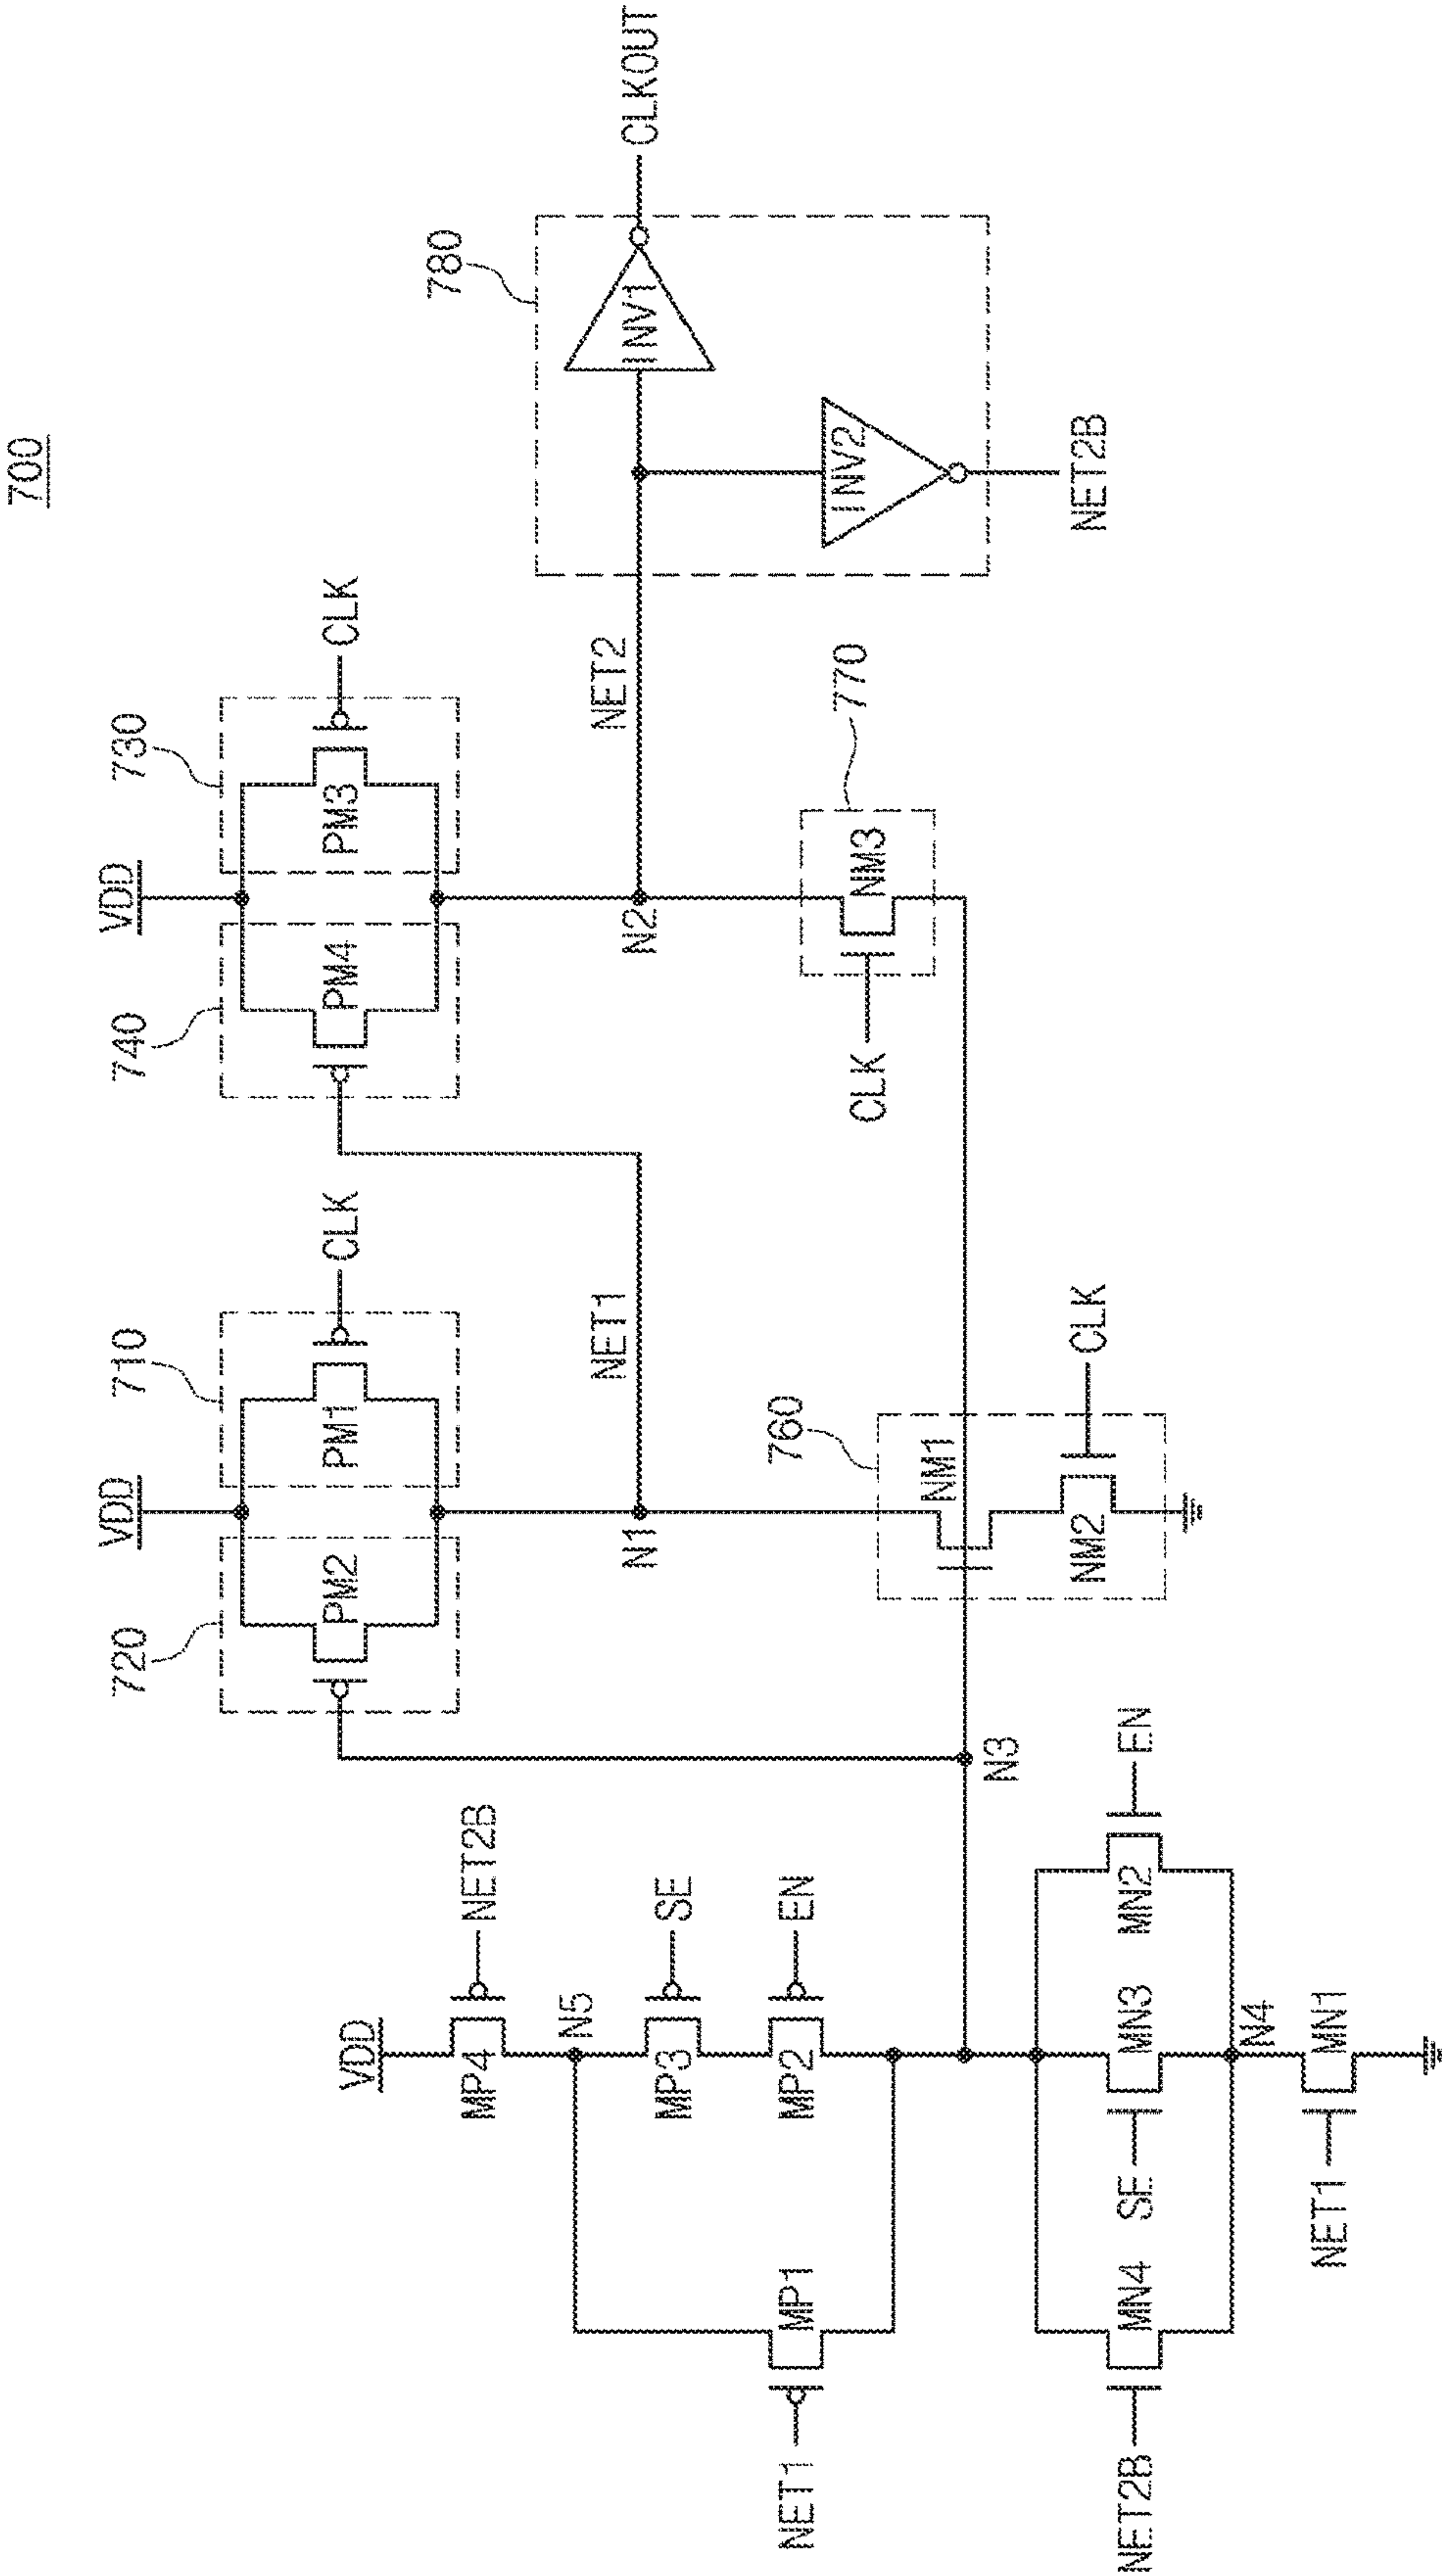 700
VDD
VDD
720
710
740
730
PM2
PM1
CLK
PM4
PM3
CLK
780
VDD
MP4
NET2B
N5
MP3
SE
NET1
MP1
MP2
EN
N1
NET1
N2
NET2
INV1
CLKOUT
INV2
NET2B
760
NM1
NM2
CLK
770
CLK
NM3
N3
NET2B
MN4
SE
MN3
MN2
EN
N4
NET1
MN1